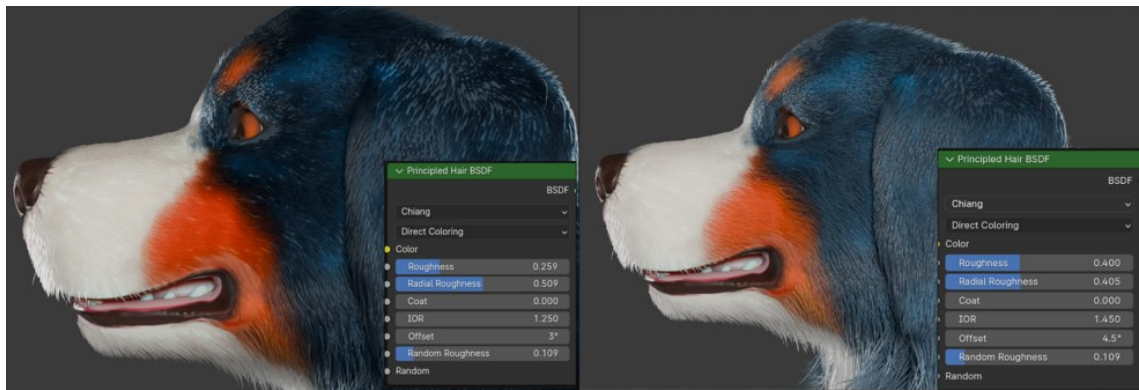 Principled Hair BSDF
BSDF
Chiang
Direct Coloring
Color
Roughness 0.259
Radial Roughness 0.509
Coat 0.000
IOR 1.250
Offset 3°
Random Roughness 0.109
Random
Principled Hair BSDF
BSDF
Chiang
Direct Coloring
Color
Roughness 0.400
Radial Roughness 0.405
Coat 0.000
IOR 1.450
Offset 4.5°
Random Roughness 0.109
Random